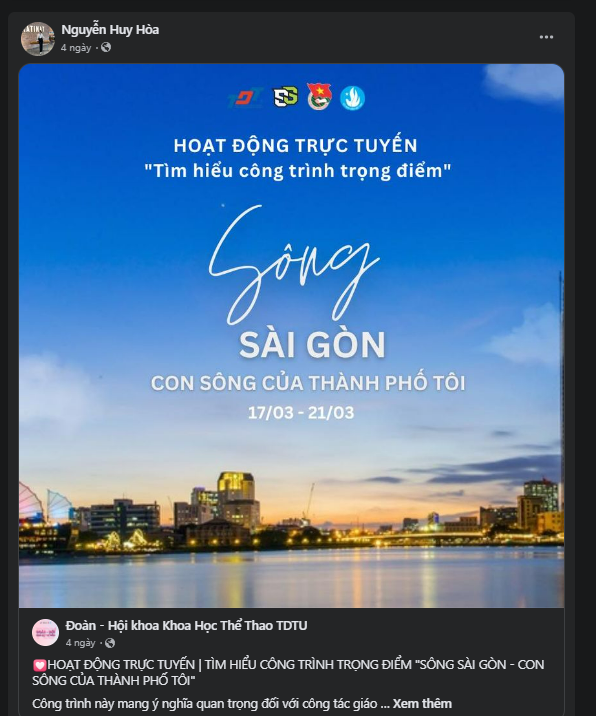 Nguyễn Huy Hòa
4 ngày ·
HOẠT ĐỘNG TRỰC TUYẾN
"Tìm hiểu công trình trọng điểm"
Sông
SÀI GÒN
CON SÔNG CỦA THÀNH PHỐ TÔI
17/03 - 21/03
Đoàn - Hội khoa Khoa Học Thể Thao TDTU
4 ngày ·
💟HOẠT ĐỘNG TRỰC TUYẾN | TÌM HIỂU CÔNG TRÌNH TRỌNG ĐIỂM "SÔNG SÀI GÒN - CON
SÔNG CỦA THÀNH PHỐ TÔI"
Công trình này mang ý nghĩa quan trọng đối với công tác giáo ... Xem thêm